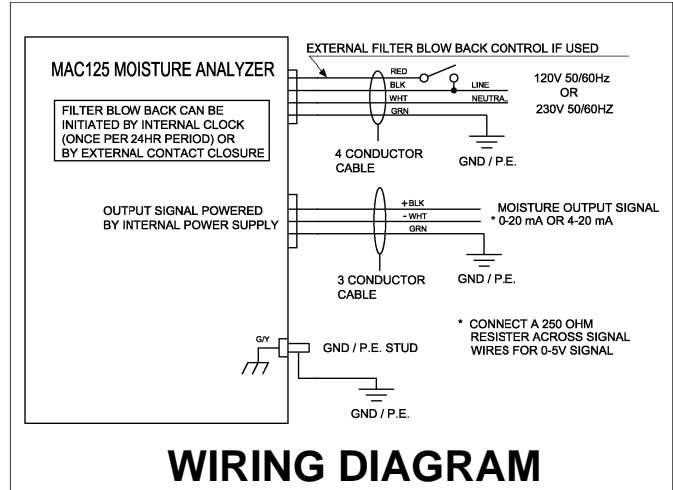 EXTERNAL FILTER BLOW BACK CONTROL IF USED
MAC125 MOISTURE ANALYZER
FILTER BLOW BACK CAN BE
INITIATED BY INTERNAL CLOCK
(ONCE PER 24HR PERIOD) OR
BY EXTERNAL CONTACT CLOSURE
RED
BLK
WHT
GRN
LINE
NEUTRA
120V 50/60Hz
OR
230V 50/60HZ
4 CONDUCTOR
CABLE
GND / P.E.
OUTPUT SIGNAL POWERED
BY INTERNAL POWER SUPPLY
+BLK
-WHT
GRN
MOISTURE OUTPUT SIGNAL
* 0-20 mA OR 4-20 mA
3 CONDUCTOR
CABLE
GND / P.E.
* CONNECT A 250 OHM
RESISTER ACROSS SIGNAL
WIRES FOR 0-5V SIGNAL
G/Y
GND / P.E. STUD
GND / P.E.
WIRING DIAGRAM